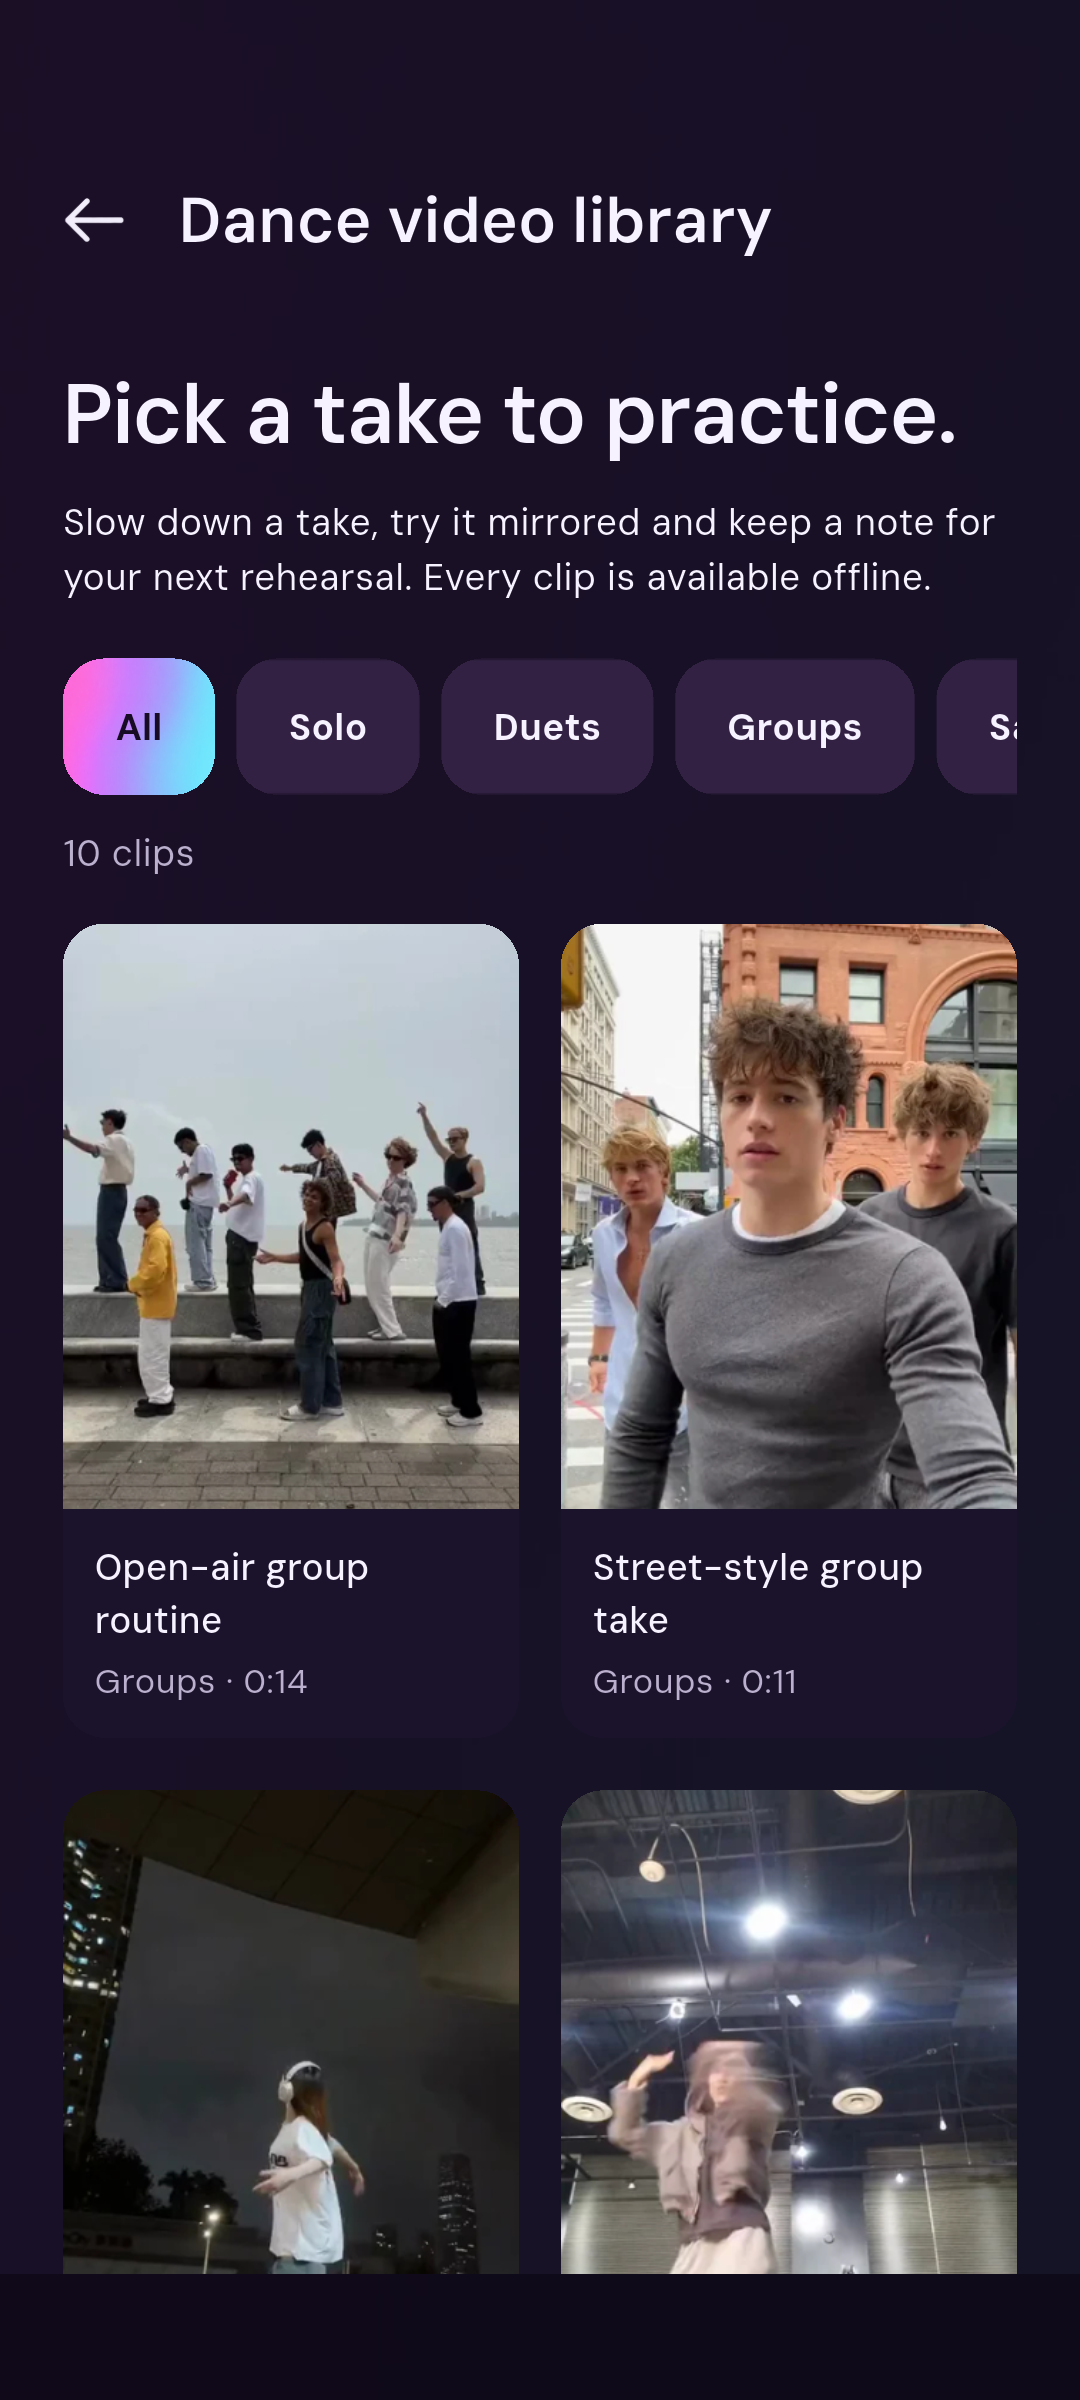 Dance video library
Pick a take to practice.
Slow down a take, try it mirrored and keep a note for
your next rehearsal. Every clip is available offline.
All
Solo
Duets
Groups
10 clips
Open-air group
routine
Groups · 0:14
Street-style group
take
Groups · 0:11